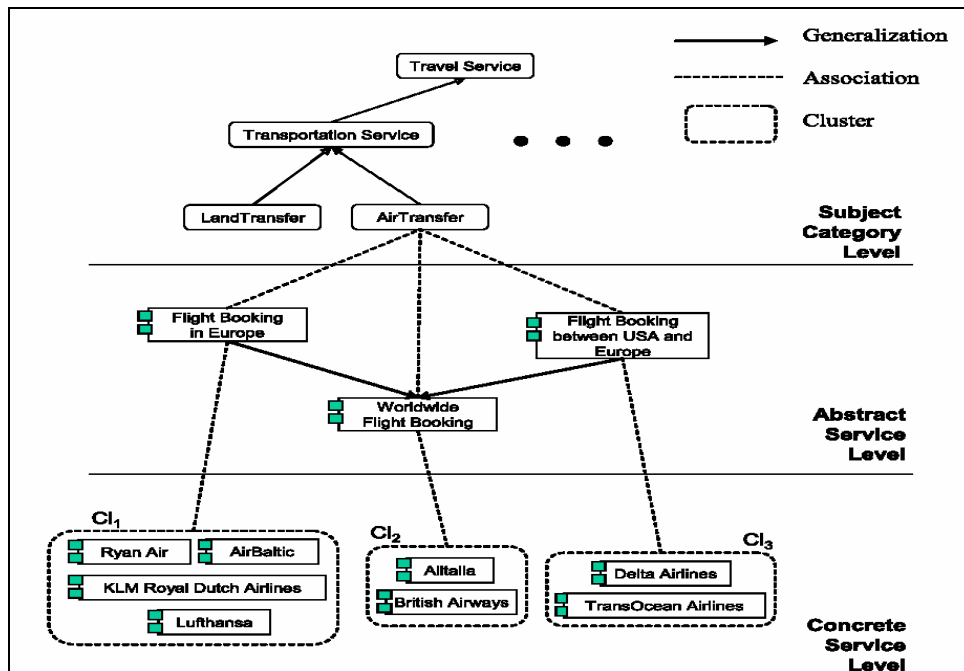 Generalization
Travel Service
Association
Transportation Service
Cluster
LandTransfer
AirTransfer
Subject
Category
Level
Flight Booking
in Europe
Flight Booking
between USA and
Europe
Worldwide
Flight Booking
Abstract
Service
Level
Cl1
Ryan Air
AirBaltic
KLM Royal Dutch Airlines
Lufthansa
Cl2
Alitalia
British Airways
Cl3
Delta Airlines
TransOcean Airlines
Concrete
Service
Level